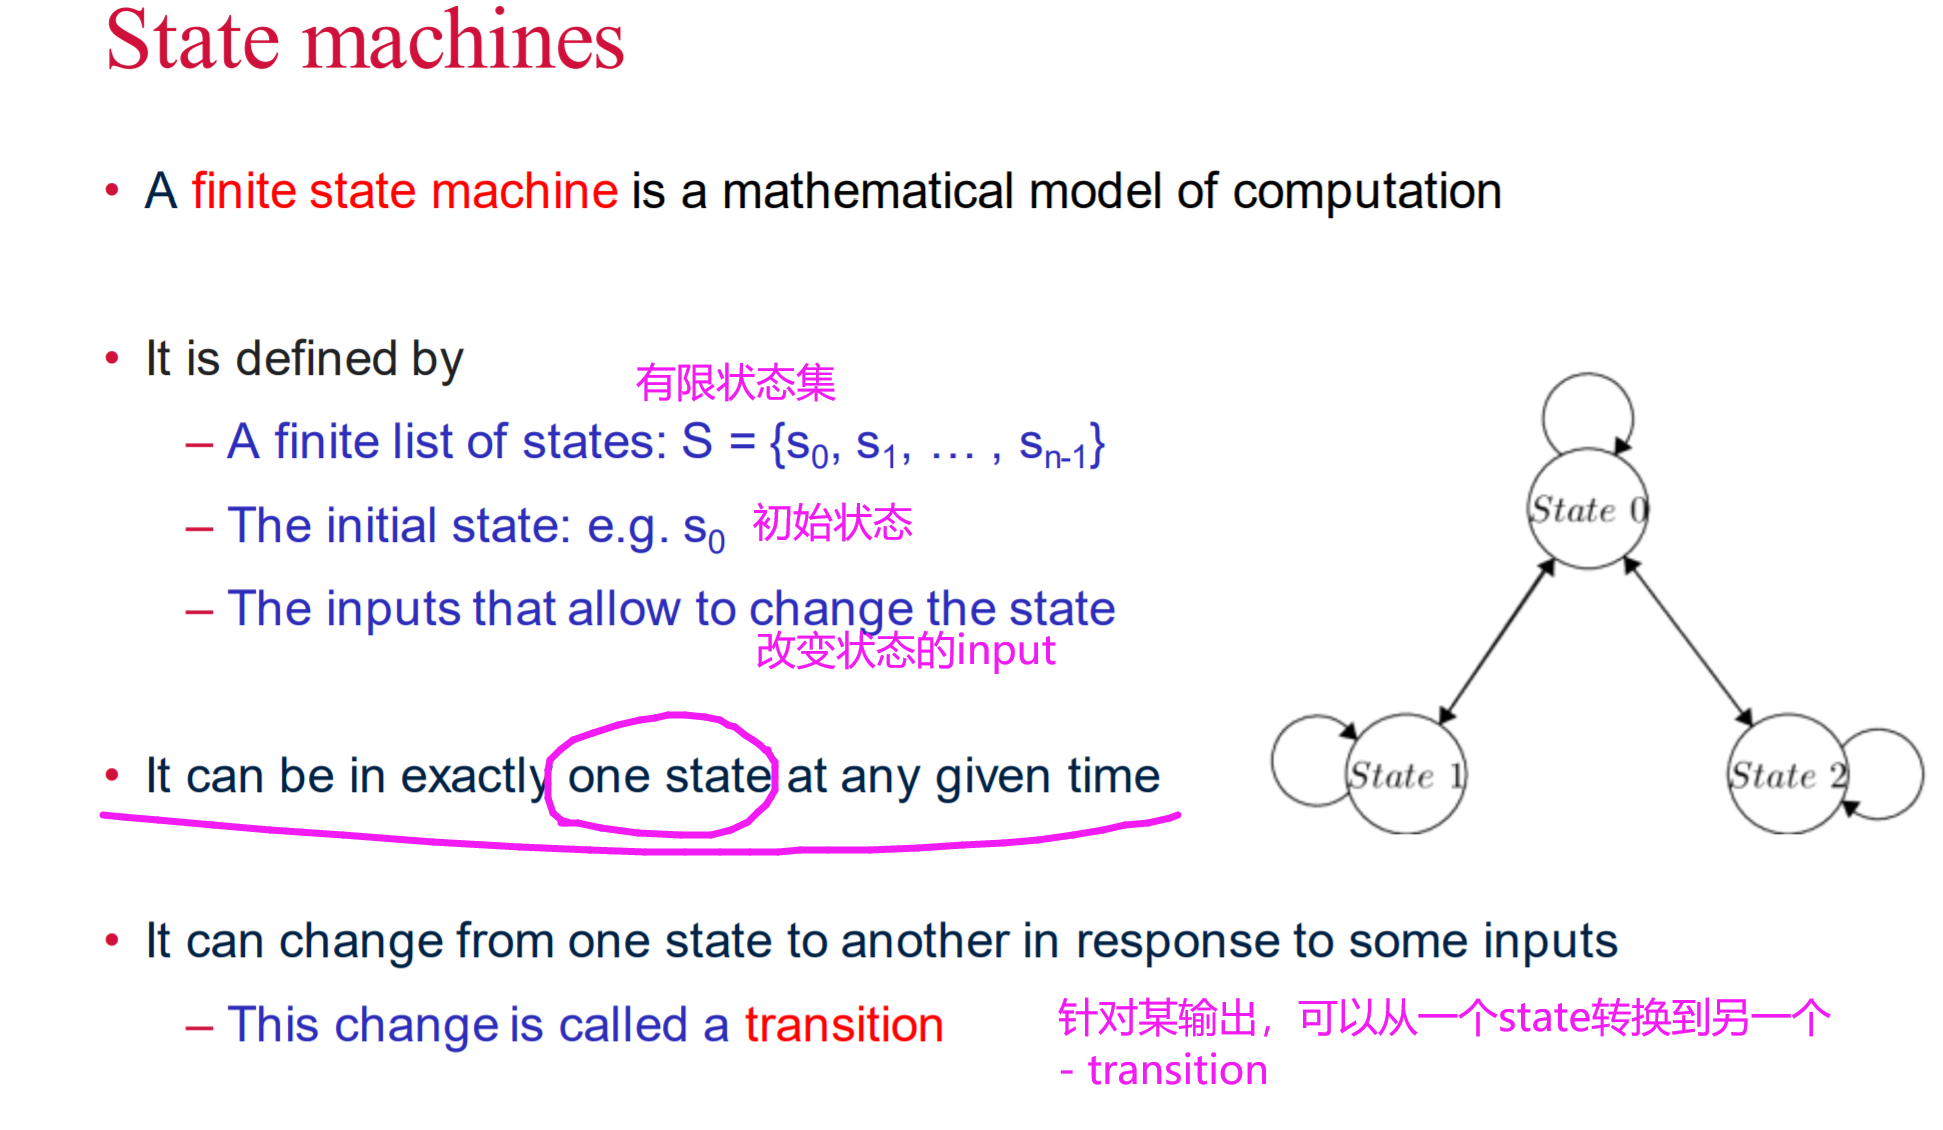 State machines
• A finite state machine is a mathematical model of computation
• It is defined by
有限状态集
– A finite list of states: S = {s₀, s₁, … , sₙ₋₁}
– The initial state: e.g. s₀ 初始状态
– The inputs that allow to change the state
改变状态的input
• It can be in exactly one state at any given time
State 0
State 1
State 2
• It can change from one state to another in response to some inputs
– This change is called a transition
针对某输出，可以从一个state转换到另一个
- transition